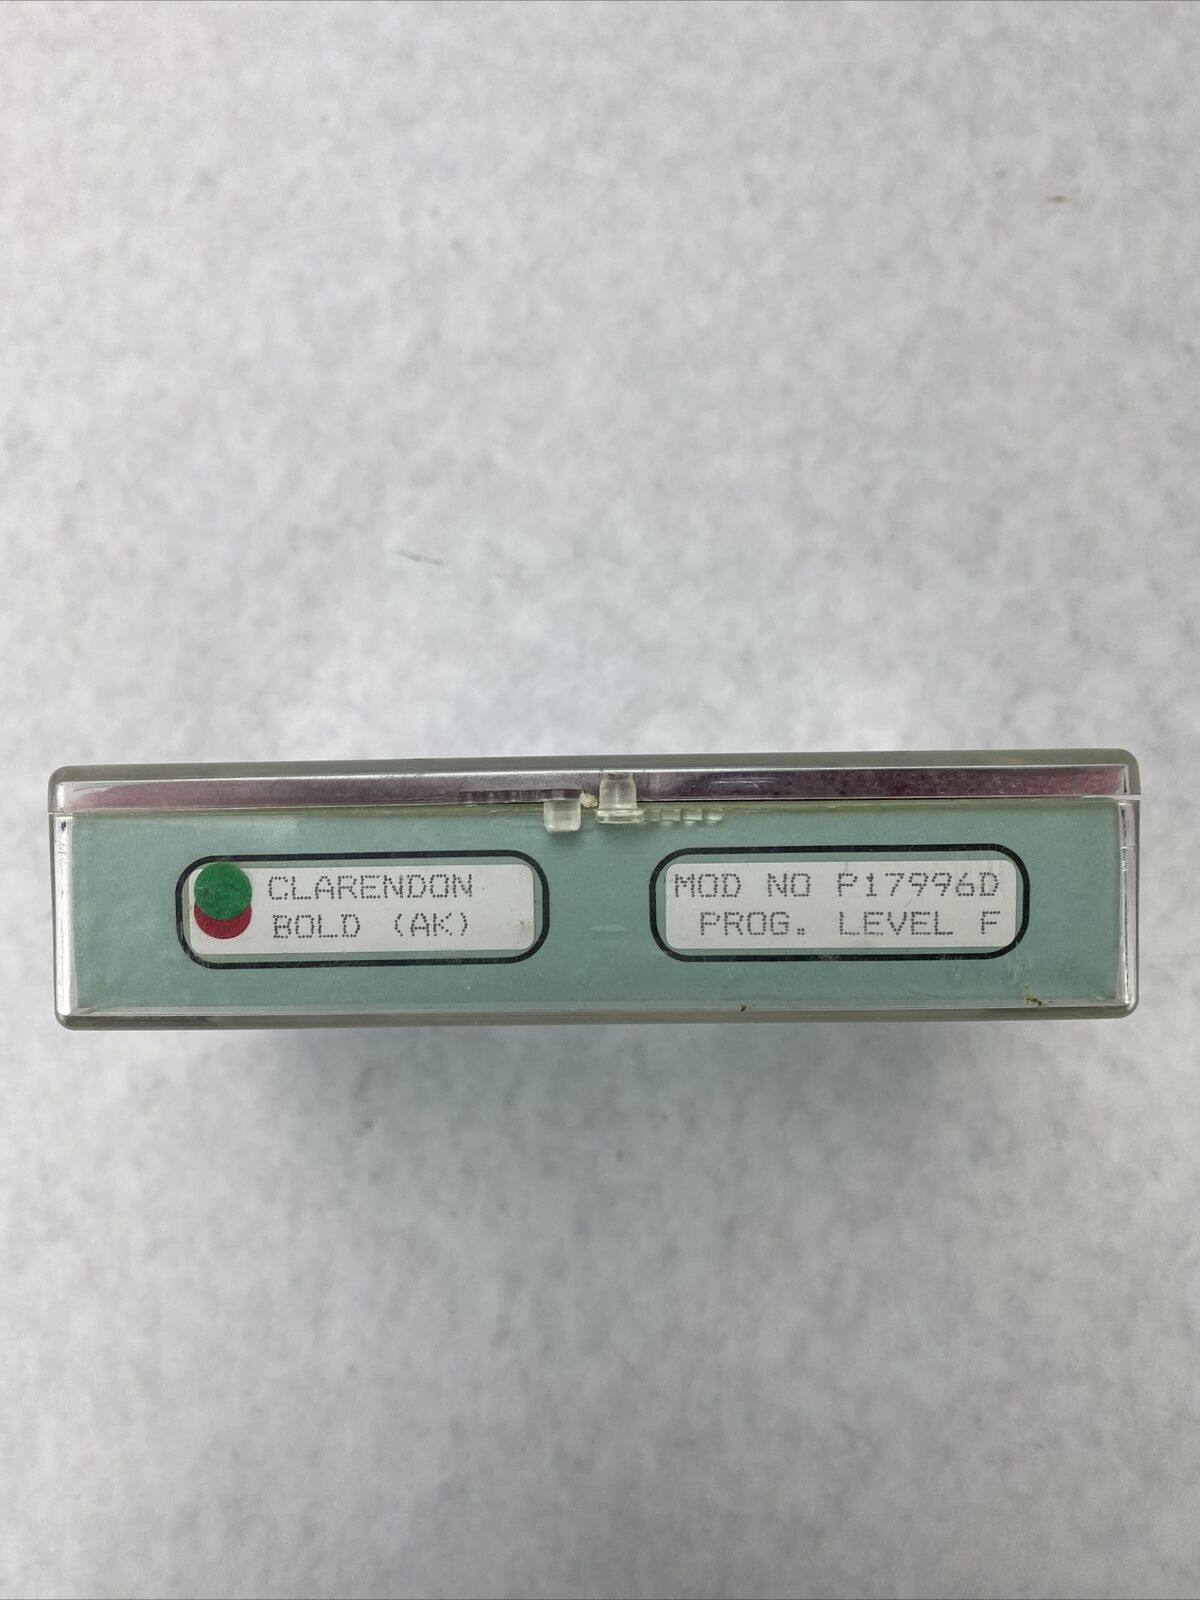 CLARENDON
BOLD (AK)
MOD NO P17996D
PROG. LEVEL F